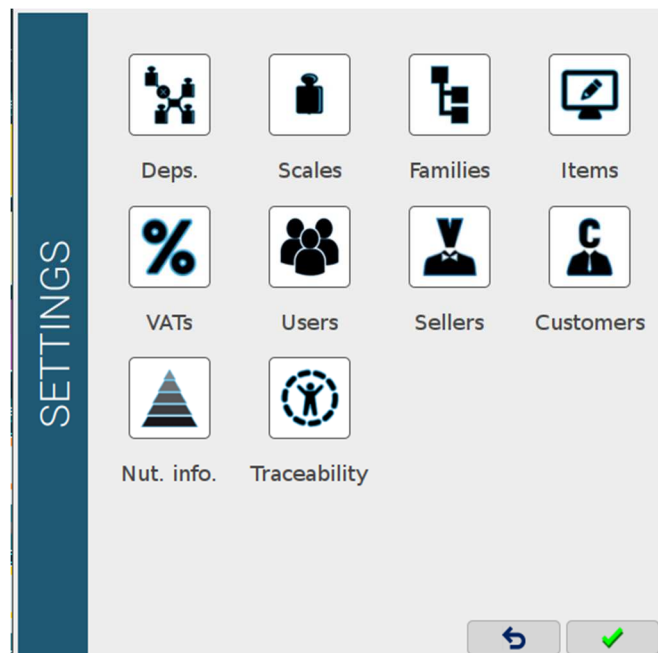 SETTINGS
Deps. Scales Families Items
VATs Users Sellers Customers
Nut. info. Traceability